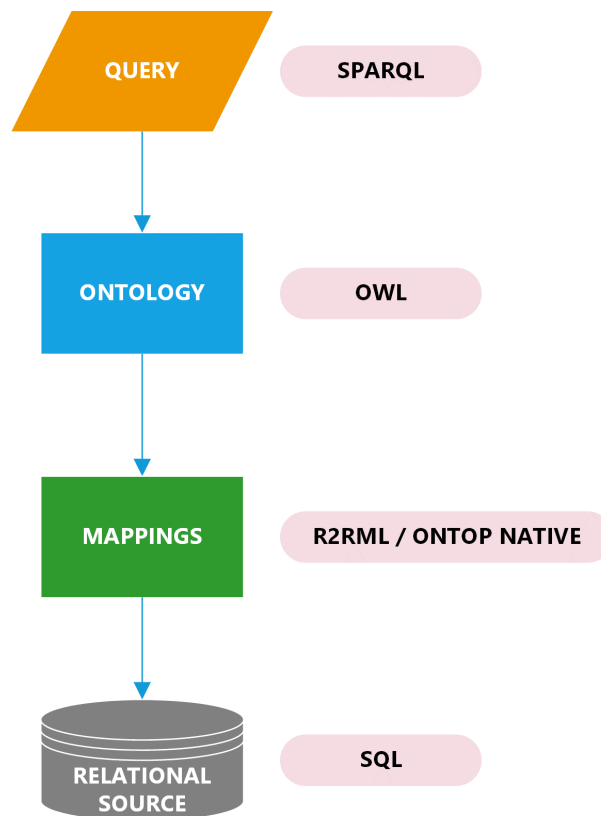 QUERY
SPARQL
ONTOLOGY
OWL
MAPPINGS
R2RML / ONTOP NATIVE
RELATIONAL
SOURCE
SQL